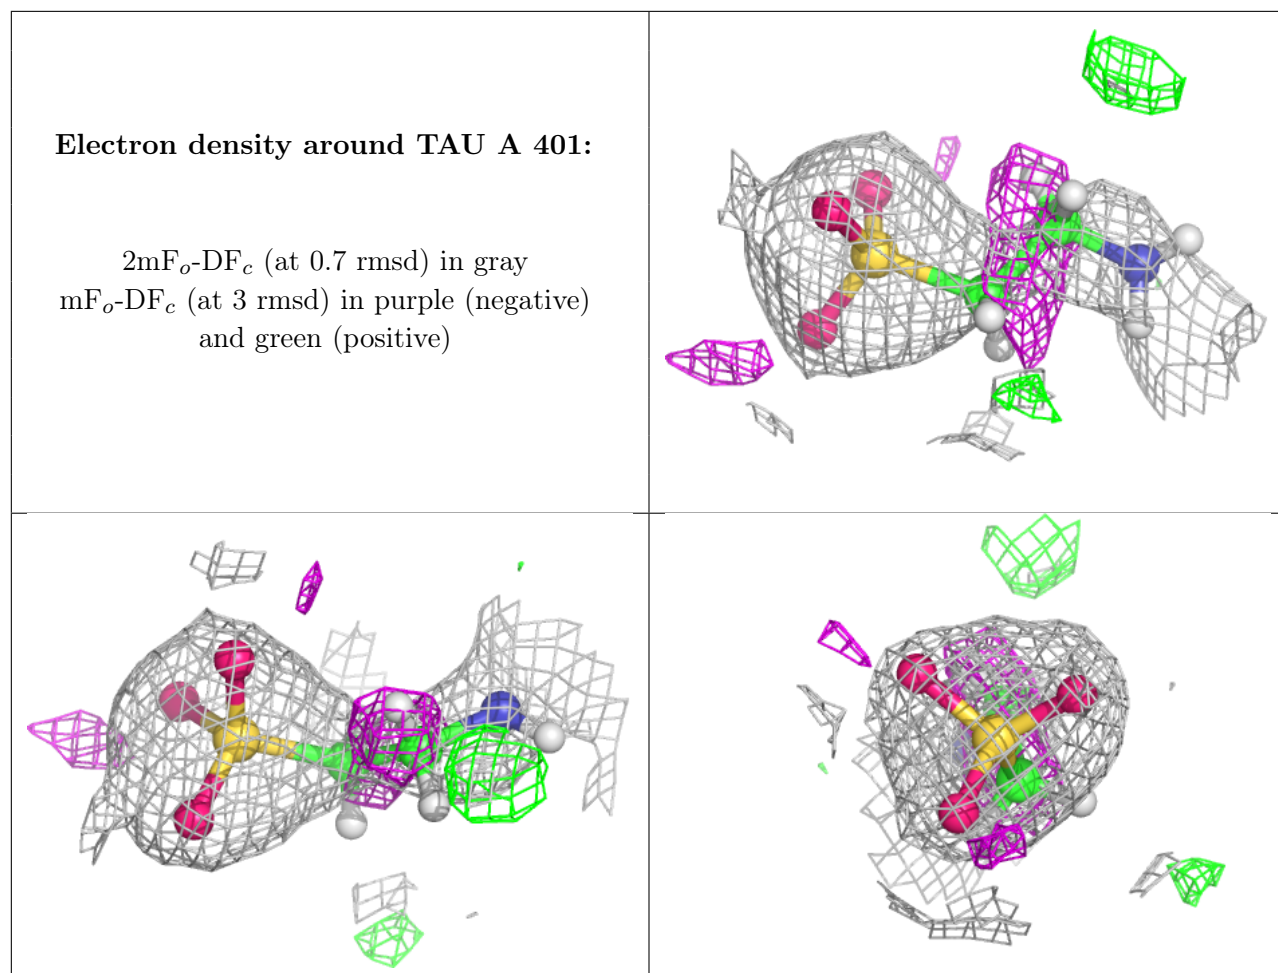 Electron density around TAU A 401:
2mFo-DFc (at 0.7 rmsd) in gray
mFo-DFc (at 3 rmsd) in purple (negative)
and green (positive)